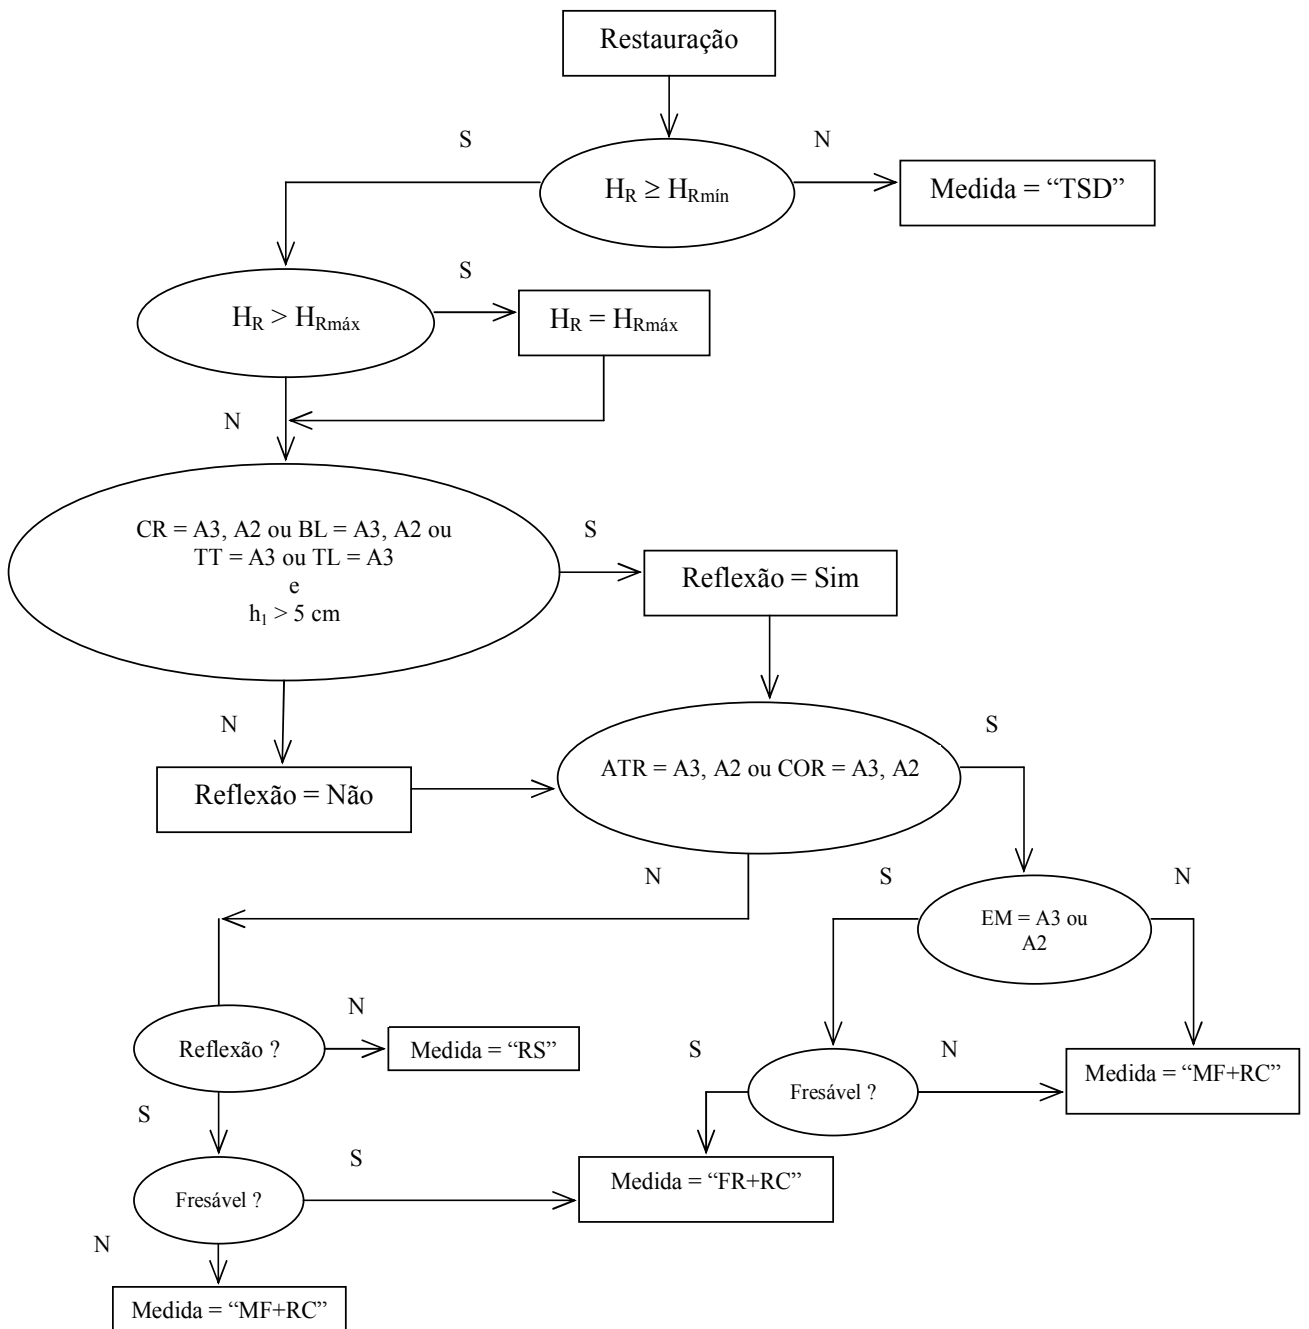 Restauração
S
N
H_R ≥ H_Rmín
Medida = “TSD”
S
H_R > H_Rmáx
H_R = H_Rmáx
N
CR = A3, A2 ou BL = A3, A2 ou
TT = A3 ou TL = A3
e
h₁ > 5 cm
S
Reflexão = Sim
N
S
ATR = A3, A2 ou COR = A3, A2
Reflexão = Não
N
S
N
EM = A3 ou
A2
N
Reflexão ?
Medida = “RS”
S
N
Fresável ?
Medida = “MF+RC”
S
S
Fresável ?
Medida = “FR+RC”
N
Medida = “MF+RC”